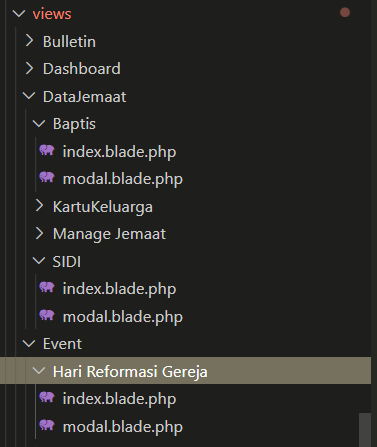 views
Bulletin
Dashboard
DataJemaat
Baptis
index.blade.php
modal.blade.php
KartuKeluarga
Manage Jemaat
SIDI
index.blade.php
modal.blade.php
Event
Hari Reformasi Gereja
index.blade.php
modal.blade.php